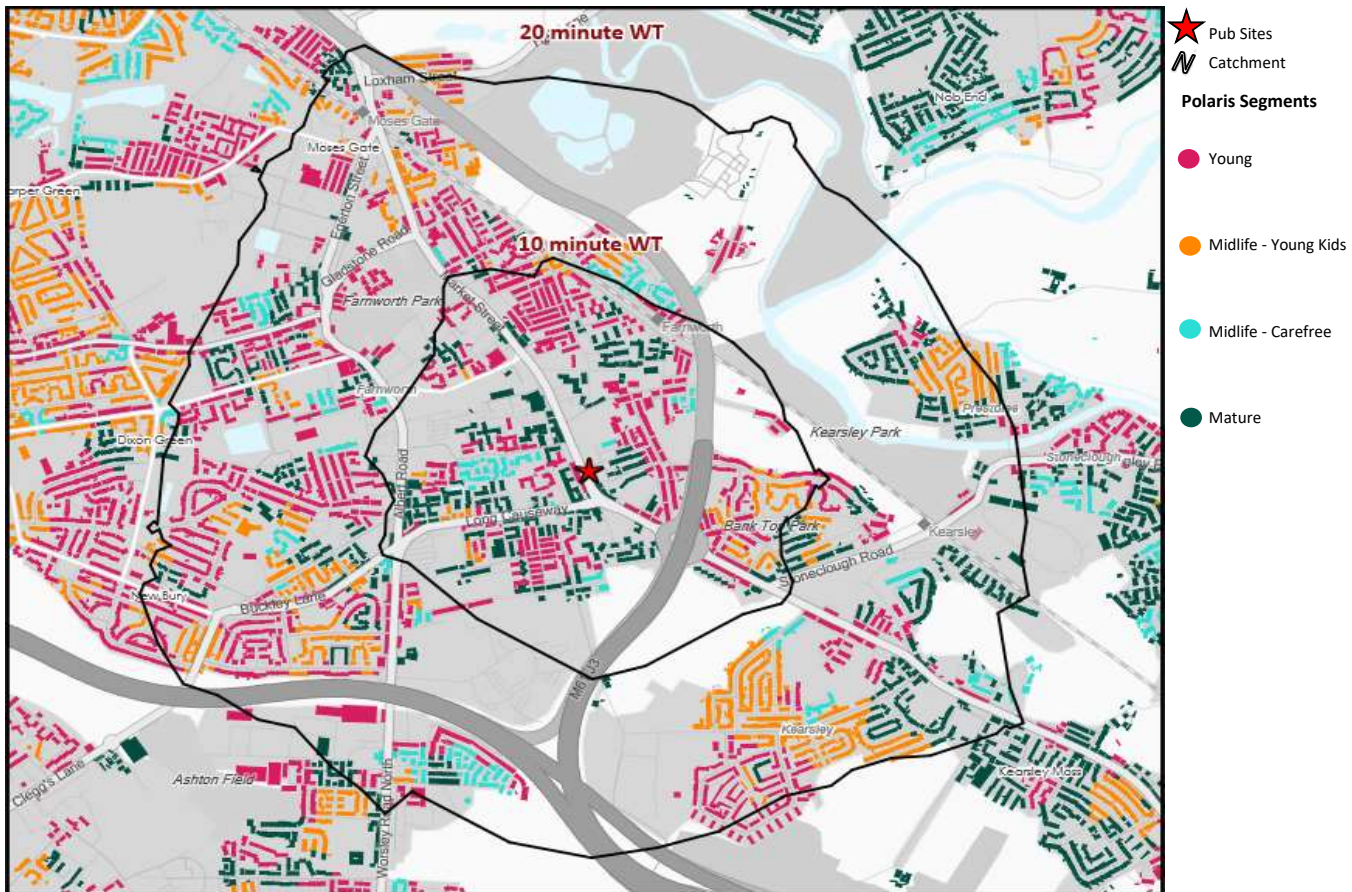 20 minute WT
Loxham Street
Nob End
Moses Gate
Moses Gate
Egerton Street
arper Green
Gladstone Road
10 minute WT
Farnworth Park
arket Street
Farnworth
Farnworth
Prestolee
Dixon Green
Kearsley Park
Stoneclough
Albert Road
Long Causeway
Bank Top Park
Kearsley
Stoneclough Road
New Bury
Buckley Lane
M61 J3
Kearsley
Ashton Field
Kearsley Moss
Clegg's Lane
Worsley Road North
Pub Sites
Catchment
Polaris Segments
Young
Midlife - Young Kids
Midlife - Carefree
Mature